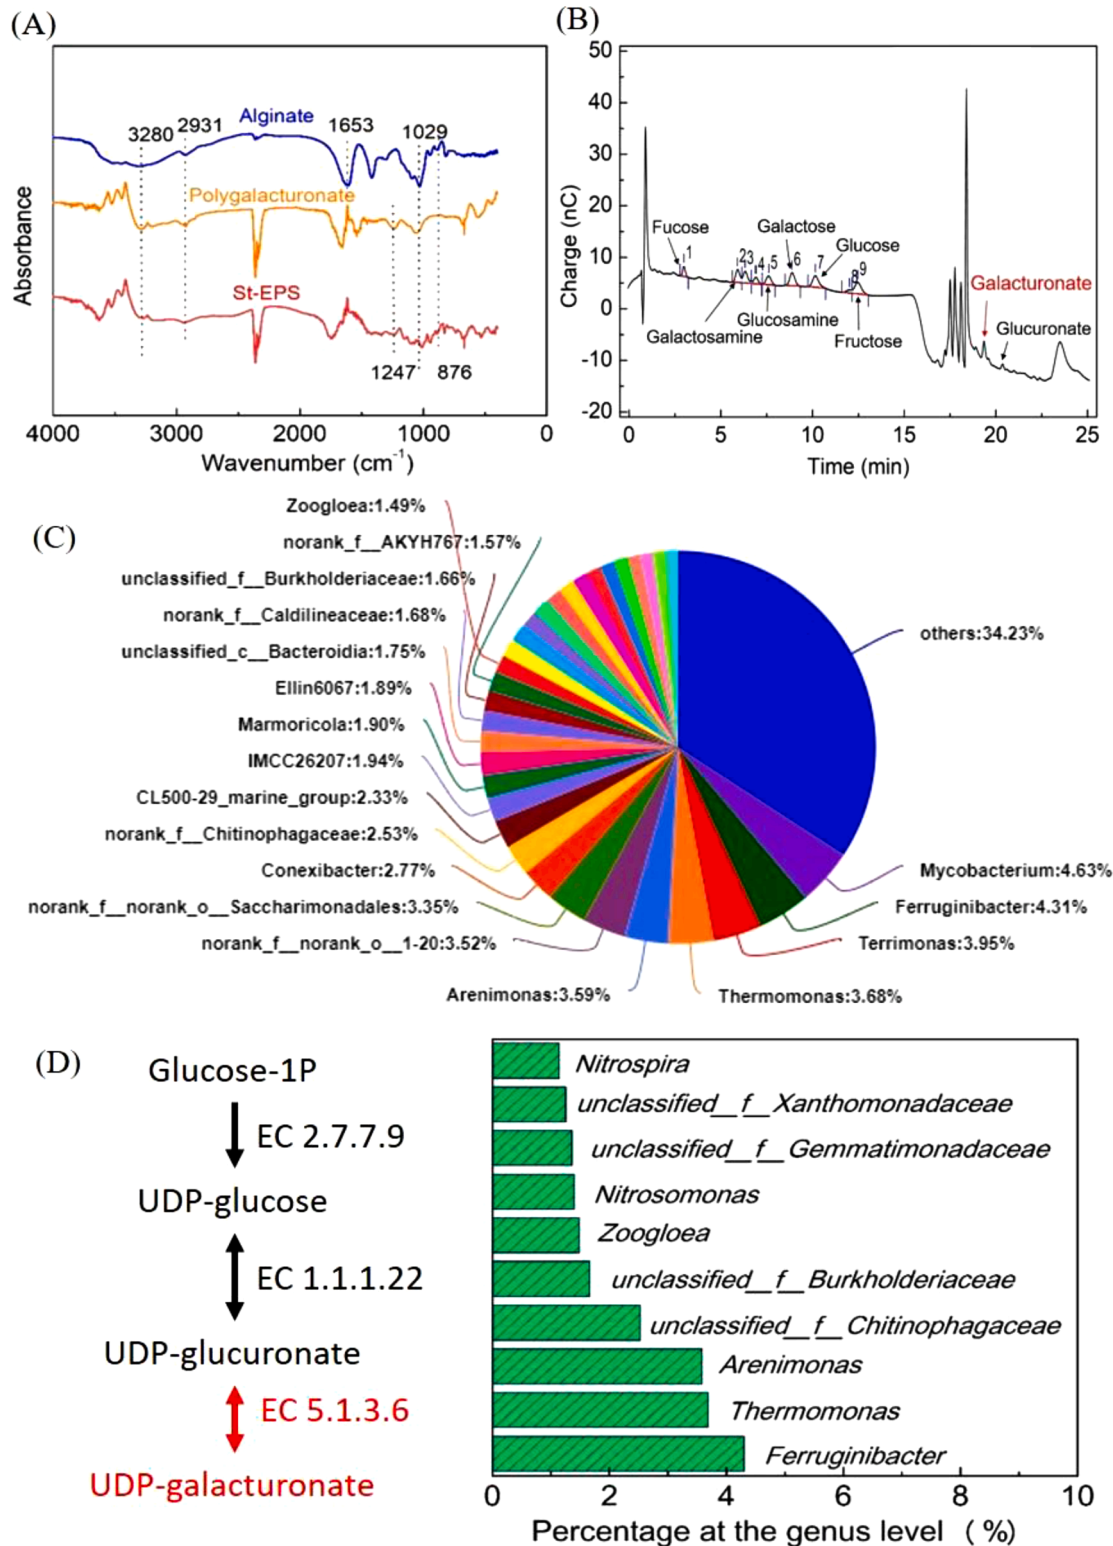 (A)
Alginate
3280
2931
1653
1029
Polygalacturonate
St-EPS
1247
876
Absorbance
4000
3000
2000
1000
0
Wavenumber (cm⁻¹)
(B)
50
40
30
20
10
0
-10
-20
Charge (nC)
Fucose
1
Galactosamine
2
3
4
5
Glucosamine
Galactose
6
Glucose
7
8
9
Fructose
Galacturonate
Glucuronate
0
5
10
15
20
25
Time (min)
(C)
Zoogloea:1.49%
norank_f__AKYH767:1.57%
unclassified_f__Burkholderiaceae:1.66%
norank_f__Caldilineaceae:1.68%
unclassified_c__Bacteroidia:1.75%
Ellin6067:1.89%
Marmoricola:1.90%
IMCC26207:1.94%
CL500-29_marine_group:2.33%
norank_f__Chitinophagaceae:2.53%
Conexibacter:2.77%
norank_f__norank_o__Saccharimonadales:3.35%
norank_f__norank_o__1-20:3.52%
Arenimonas:3.59%
Thermomonas:3.68%
Terrimonas:3.95%
Ferruginibacter:4.31%
Mycobacterium:4.63%
others:34.23%
(D)
Glucose-1P
EC 2.7.7.9
UDP-glucose
EC 1.1.1.22
UDP-glucuronate
EC 5.1.3.6
UDP-galacturonate
Nitrospira
unclassified__f__Xanthomonadaceae
unclassified__f__Gemmatimonadaceae
Nitrosomonas
Zoogloea
unclassified__f__Burkholderiaceae
unclassified__f__Chitinophagaceae
Arenimonas
Thermomonas
Ferruginibacter
0
2
4
6
8
10
Percentage at the genus level (%)